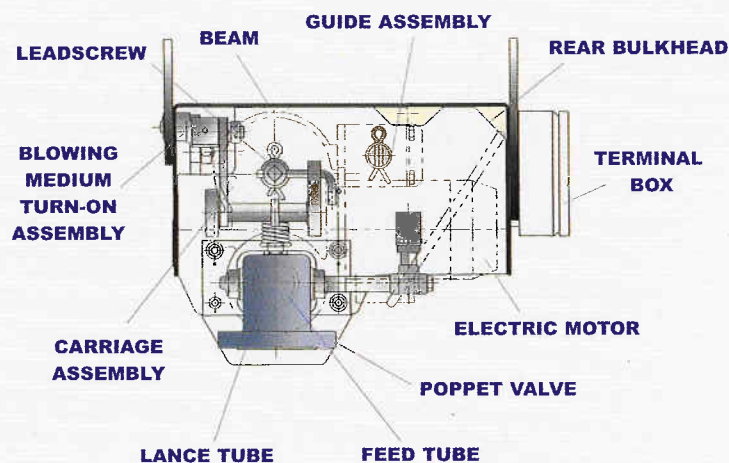 GUIDE ASSEMBLY
BEAM
LEADSCREW
REAR BULKHEAD
BLOWING
MEDIUM
TURN-ON
ASSEMBLY
TERMINAL
BOX
ELECTRIC MOTOR
CARRIAGE
ASSEMBLY
POPPET VALVE
LANCE TUBE
FEED TUBE